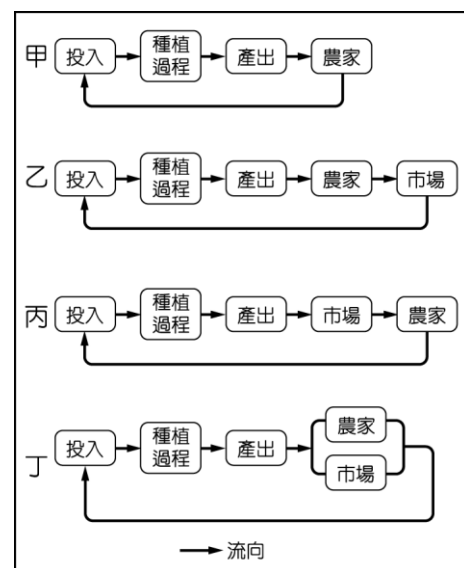 甲 投入 種植過程 產出 農家
乙 投入 種植過程 產出 農家 市場
丙 投入 種植過程 產出 市場 農家
丁 投入 種植過程 產出 農家 市場
流向